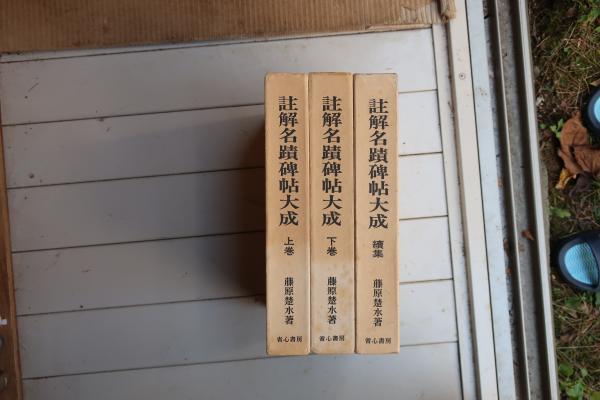 註解名蹟碑帖大成
上巻
藤原楚水著
省心書房
註解名蹟碑帖大成
下巻
藤原楚水著
省心書房
註解名蹟碑帖大成
續集
藤原楚水著
省心書房